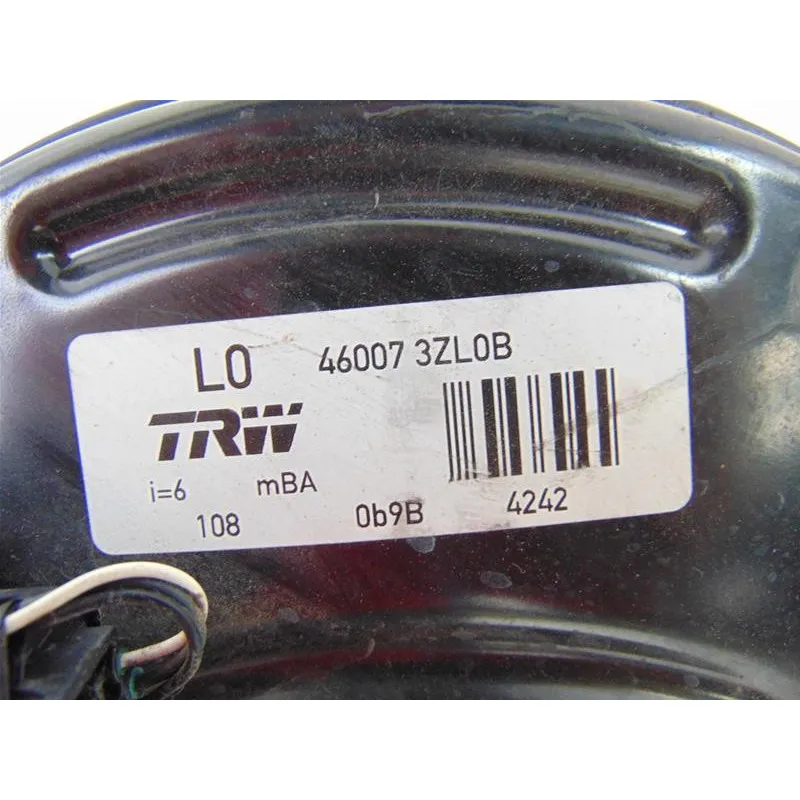 L0 46007 3ZL0B
TRW
i=6 mBA
108 0b9B 4242